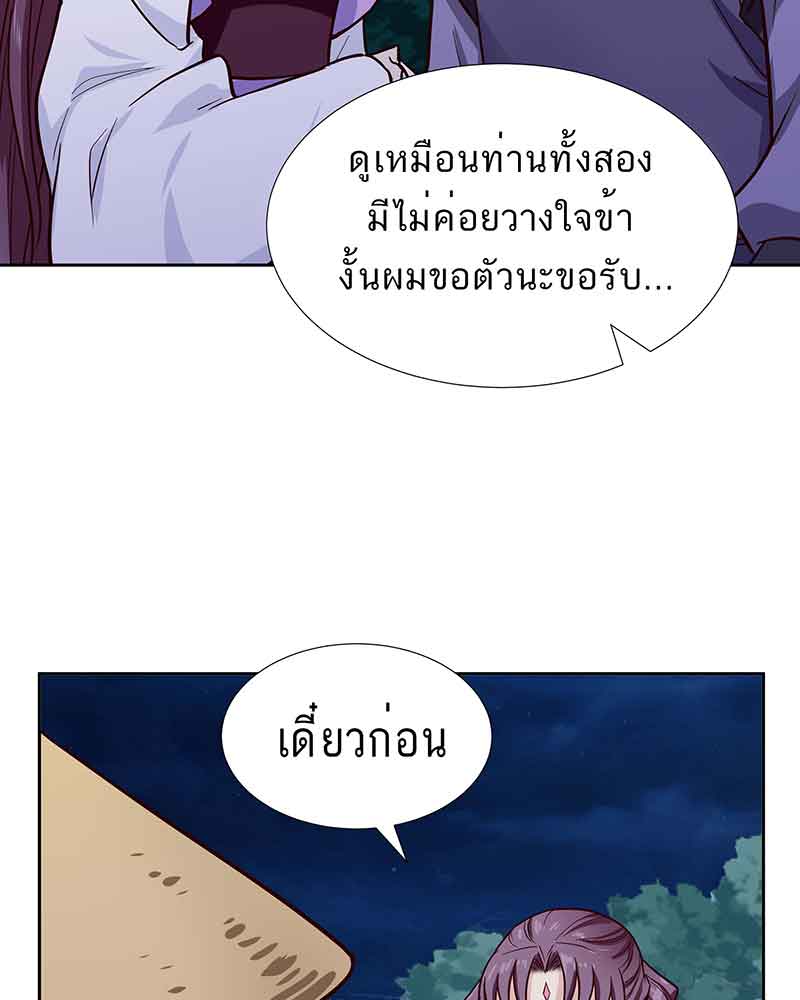 ดูเหมือนท่านทั้งสอง
มีไม่ค่อยวางใจข้า
งั้นผมขอตัวนะขอรับ...
เดี๋ยวก่อน